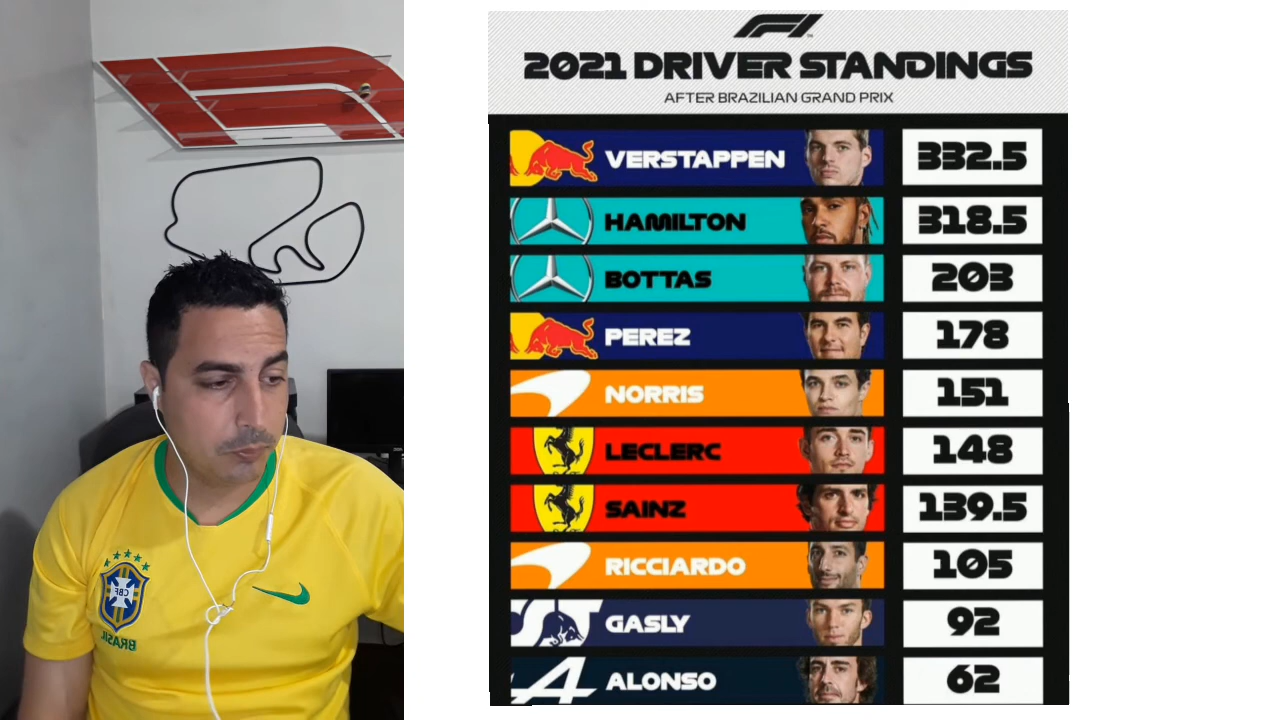 2021 DRIVER STANDINGS
AFTER BRAZILIAN GRAND PRIX
VERSTAPPEN 332.5
HAMILTON 318.5
BOTTAS 203
PEREZ 178
NORRIS 151
LECLERC 148
SAINZ 139.5
RICCIARDO 105
GASLY 92
ALONSO 62
CBF
BRASIL